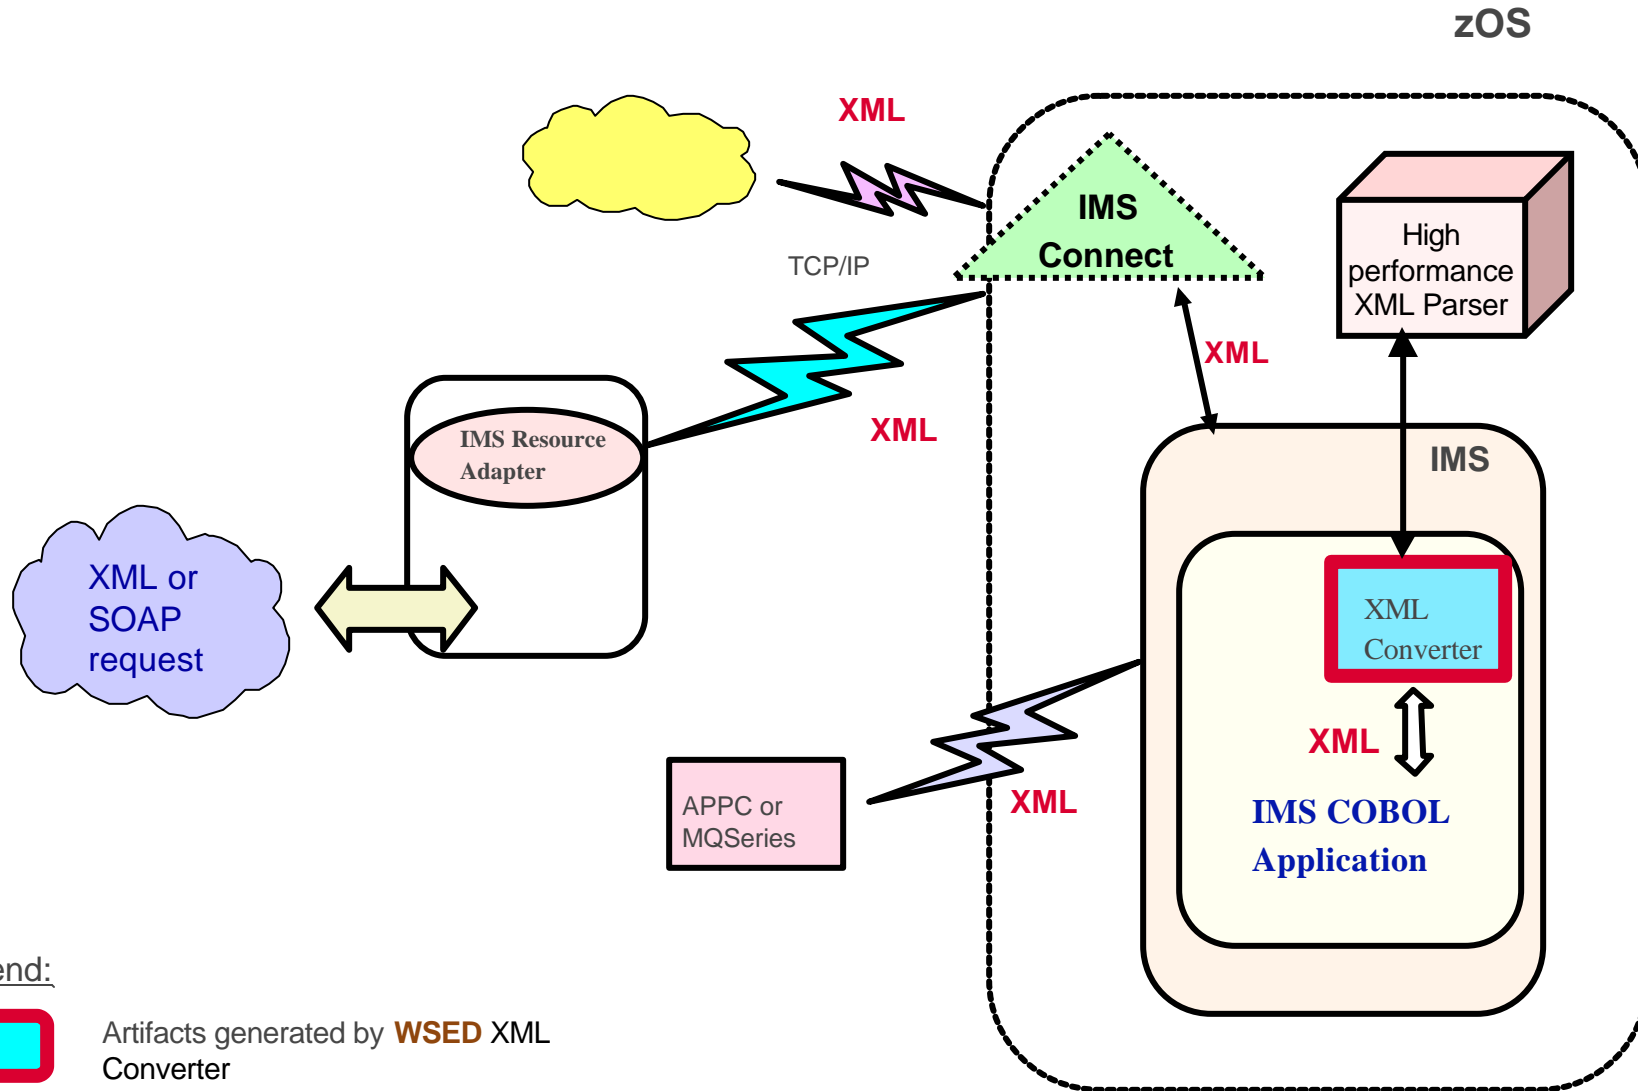 zOS
XML
IMS
Connect
High
performance
XML Parser
TCP/IP
XML
XML
IMS Resource
Adapter
IMS
XML or
SOAP
request
XML
Converter
XML
APPC or
MQSeries
XML
IMS COBOL
Application
end:
Artifacts generated by WSED XML
Converter